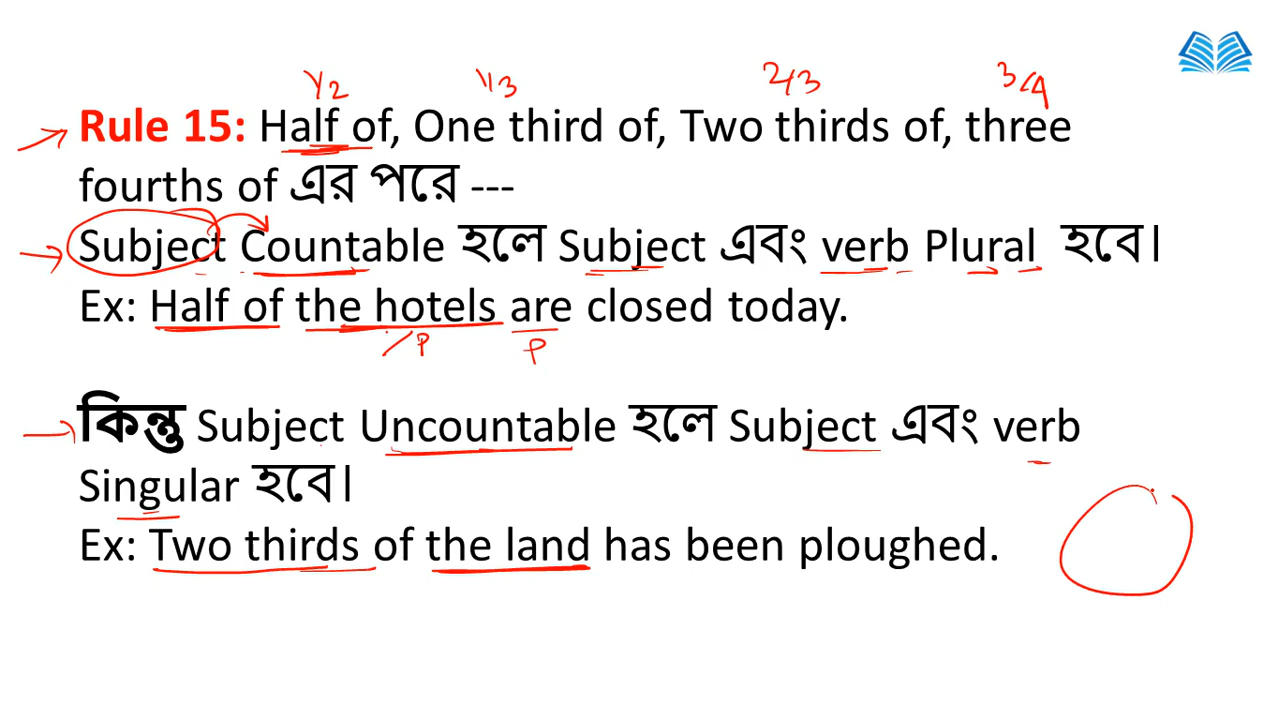 1/2 1/3 2/3 3/4
Rule 15: Half of, One third of, Two thirds of, three
fourths of এর পরে ---
Subject Countable হলে Subject এবং verb Plural হবে।
Ex: Half of the hotels are closed today.
P P
কিন্তু Subject Uncountable হলে Subject এবং verb
Singular হবে।
Ex: Two thirds of the land has been ploughed.